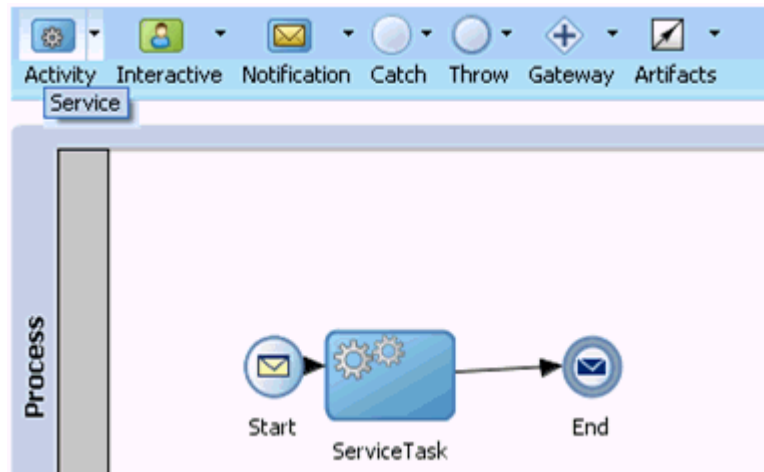 Activity Interactive Notification Catch Throw Gateway Artifacts
Service
Process
Start
End
ServiceTask